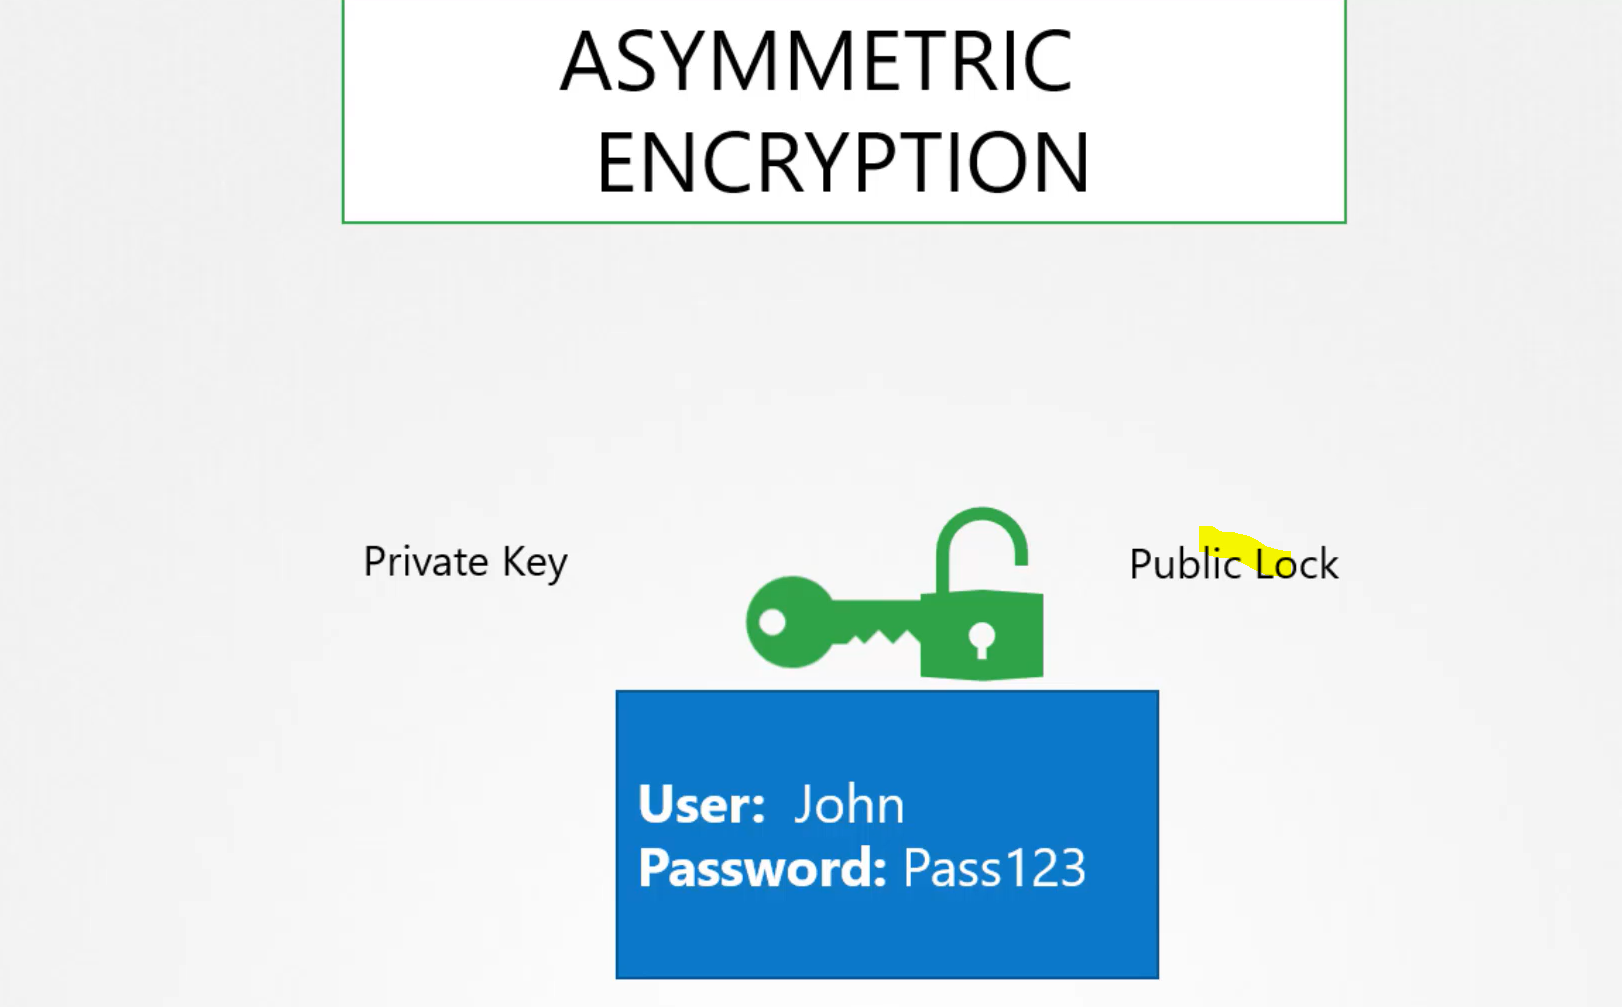 ASYMMETRIC
ENCRYPTION
Private Key
Public Lock
User: John
Password: Pass123